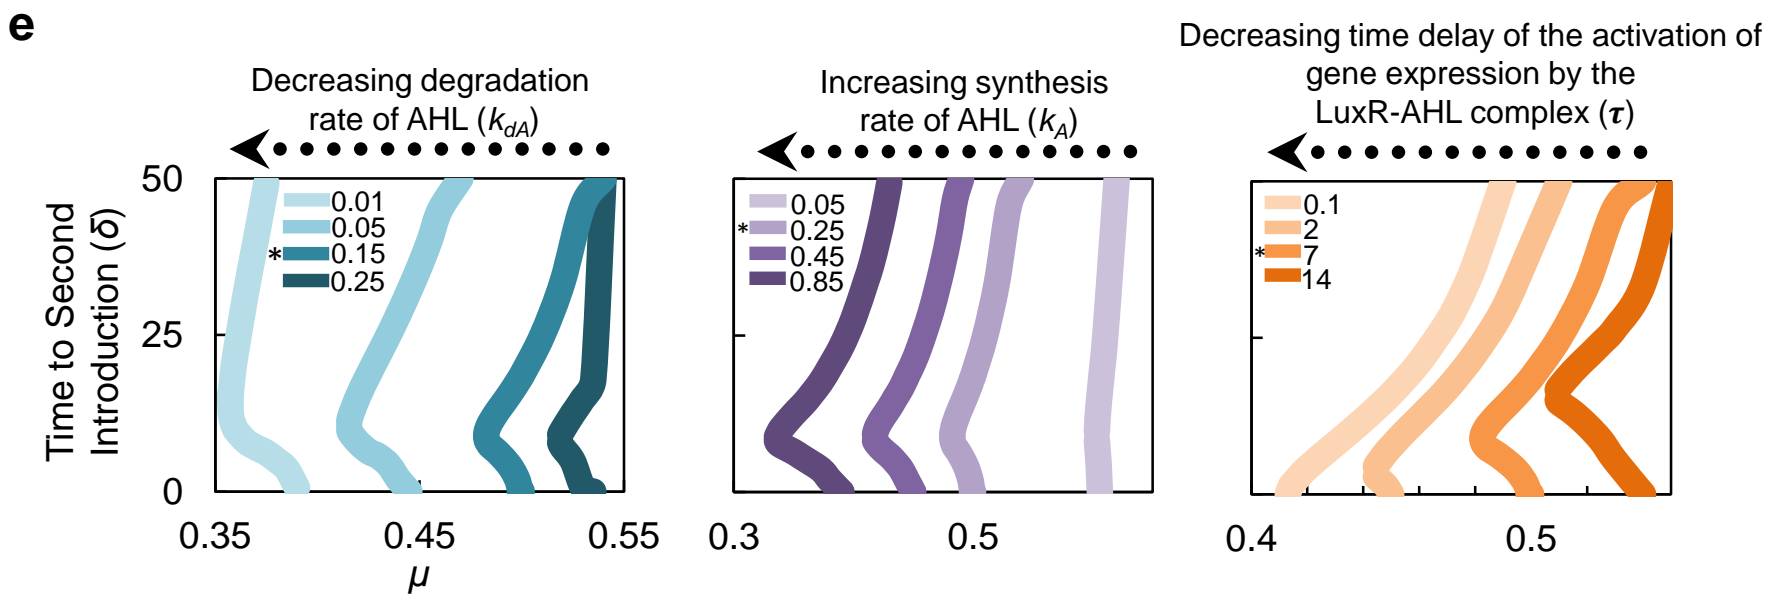 e
Decreasing degradation
rate of AHL (kdA)
Increasing synthesis
rate of AHL (kA)
Decreasing time delay of the activation of
gene expression by the
LuxR-AHL complex (τ)
Time to Second
Introduction (δ)
50
25
0
0.01
0.05
* 0.15
0.25
0.35
0.45
0.55
μ
0.05
* 0.25
0.45
0.85
0.3
0.5
0.1
2
* 7
14
0.4
0.5